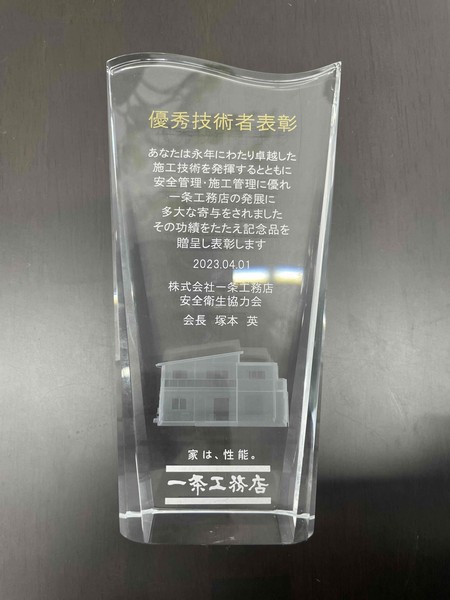 優秀技術者表彰
あなたは永年にわたり卓越した
施工技術を発揮するとともに
安全管理・施工管理に優れ
一条工務店の発展に
多大な寄与をされました
その功績をたたえ記念品を
贈呈し表彰します
2023.04.01
株式会社一条工務店
安全衛生協力会
会長 塚本 英
家は、性能。
一条工務店